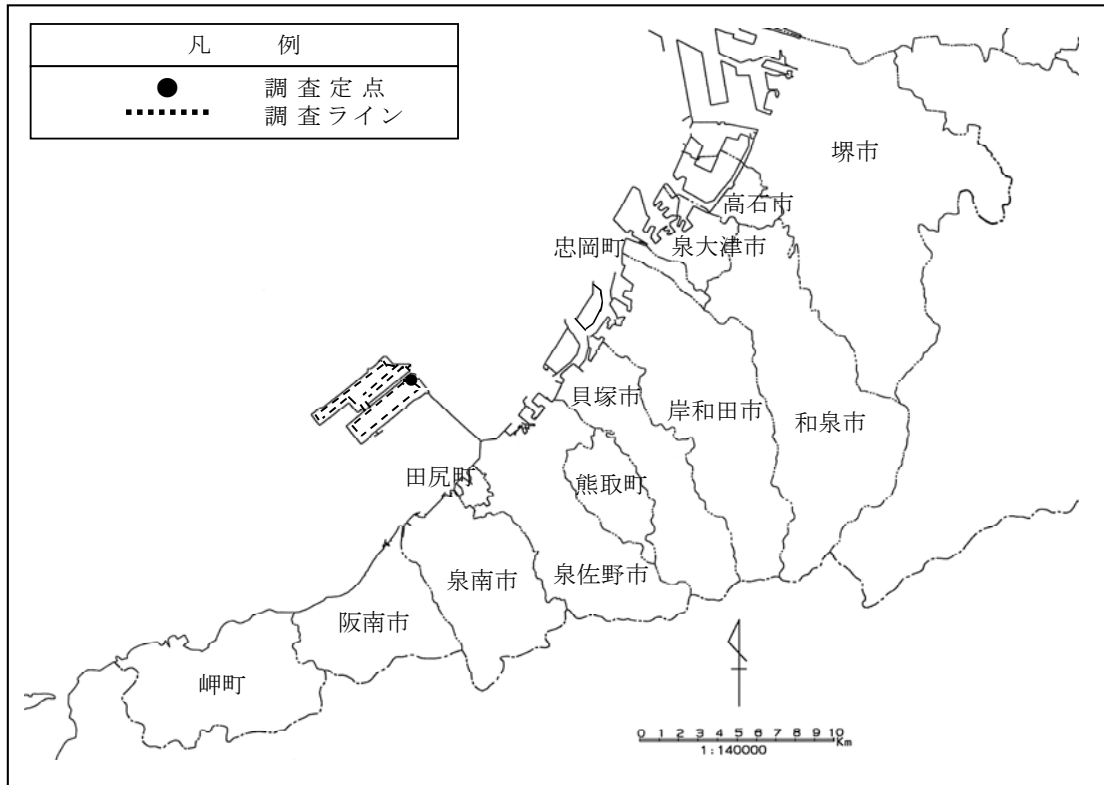 凡 例
調査定点
調査ライン
堺市
高石市
忠岡町
泉大津市
貝塚市
岸和田市
和泉市
田尻町
熊取町
泉南市
泉佐野市
阪南市
岬町
0 1 2 3 4 5 6 7 8 9 10
Km
1:140000